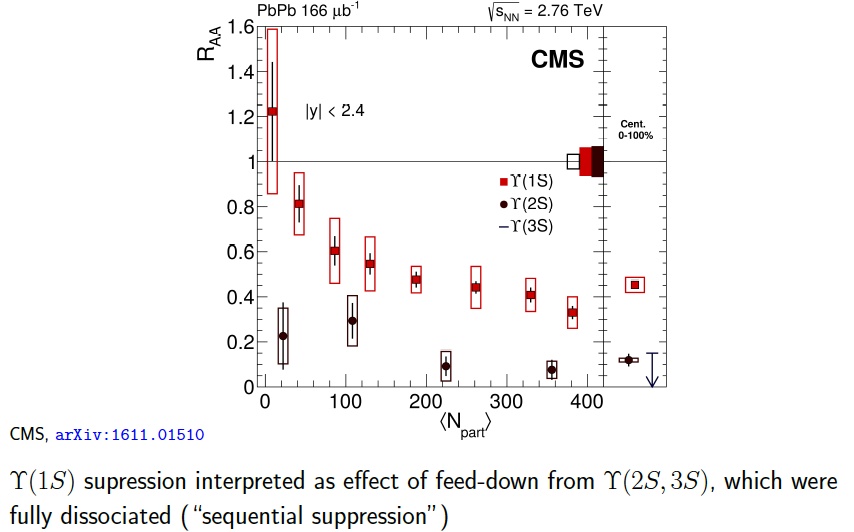 PbPb 166 μb⁻¹ √sNN = 2.76 TeV
RAA
1.6
1.4
1.2
1
0.8
0.6
0.4
0.2
0
CMS
|y| < 2.4
Cent.
0-100%
ϒ(1S)
ϒ(2S)
ϒ(3S)
0 100 200 300 400
⟨Npart⟩
CMS, arXiv:1611.01510
ϒ(1S) supression interpreted as effect of feed-down from ϒ(2S, 3S), which were
fully dissociated (“sequential suppression”)